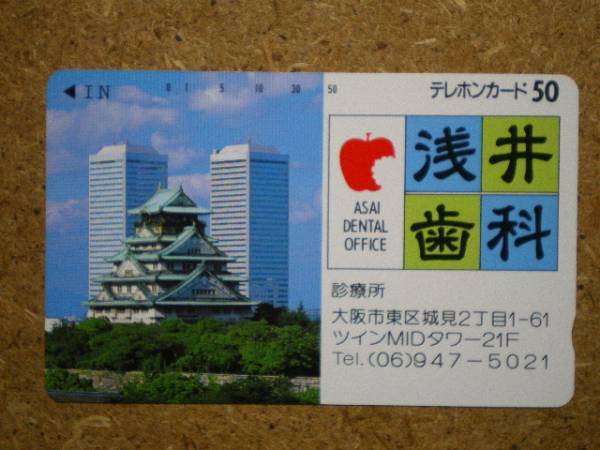 ◀IN 0 1 5 10 30 50
テレホンカード 50
ASAI
DENTAL
OFFICE
浅井
歯科
診療所
大阪市東区城見2丁目1-61
ツインMIDタワー21F
Tel.(06)947-5021